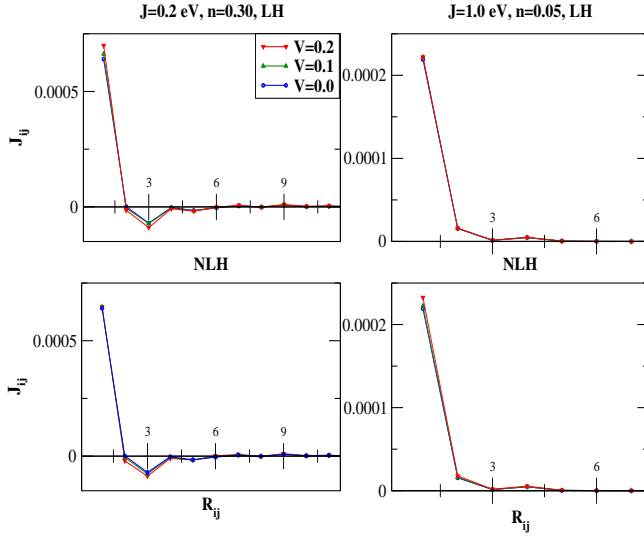 J=0.2 eV, n=0.30, LH
J=1.0 eV, n=0.05, LH
V=0.2
V=0.1
V=0.0
0.0005
0
J_ij
3
6
9
0.0002
0.0001
0
3
6
NLH
NLH
0.0005
0
J_ij
3
6
9
R_ij
0.0002
0.0001
0
3
6
R_ij